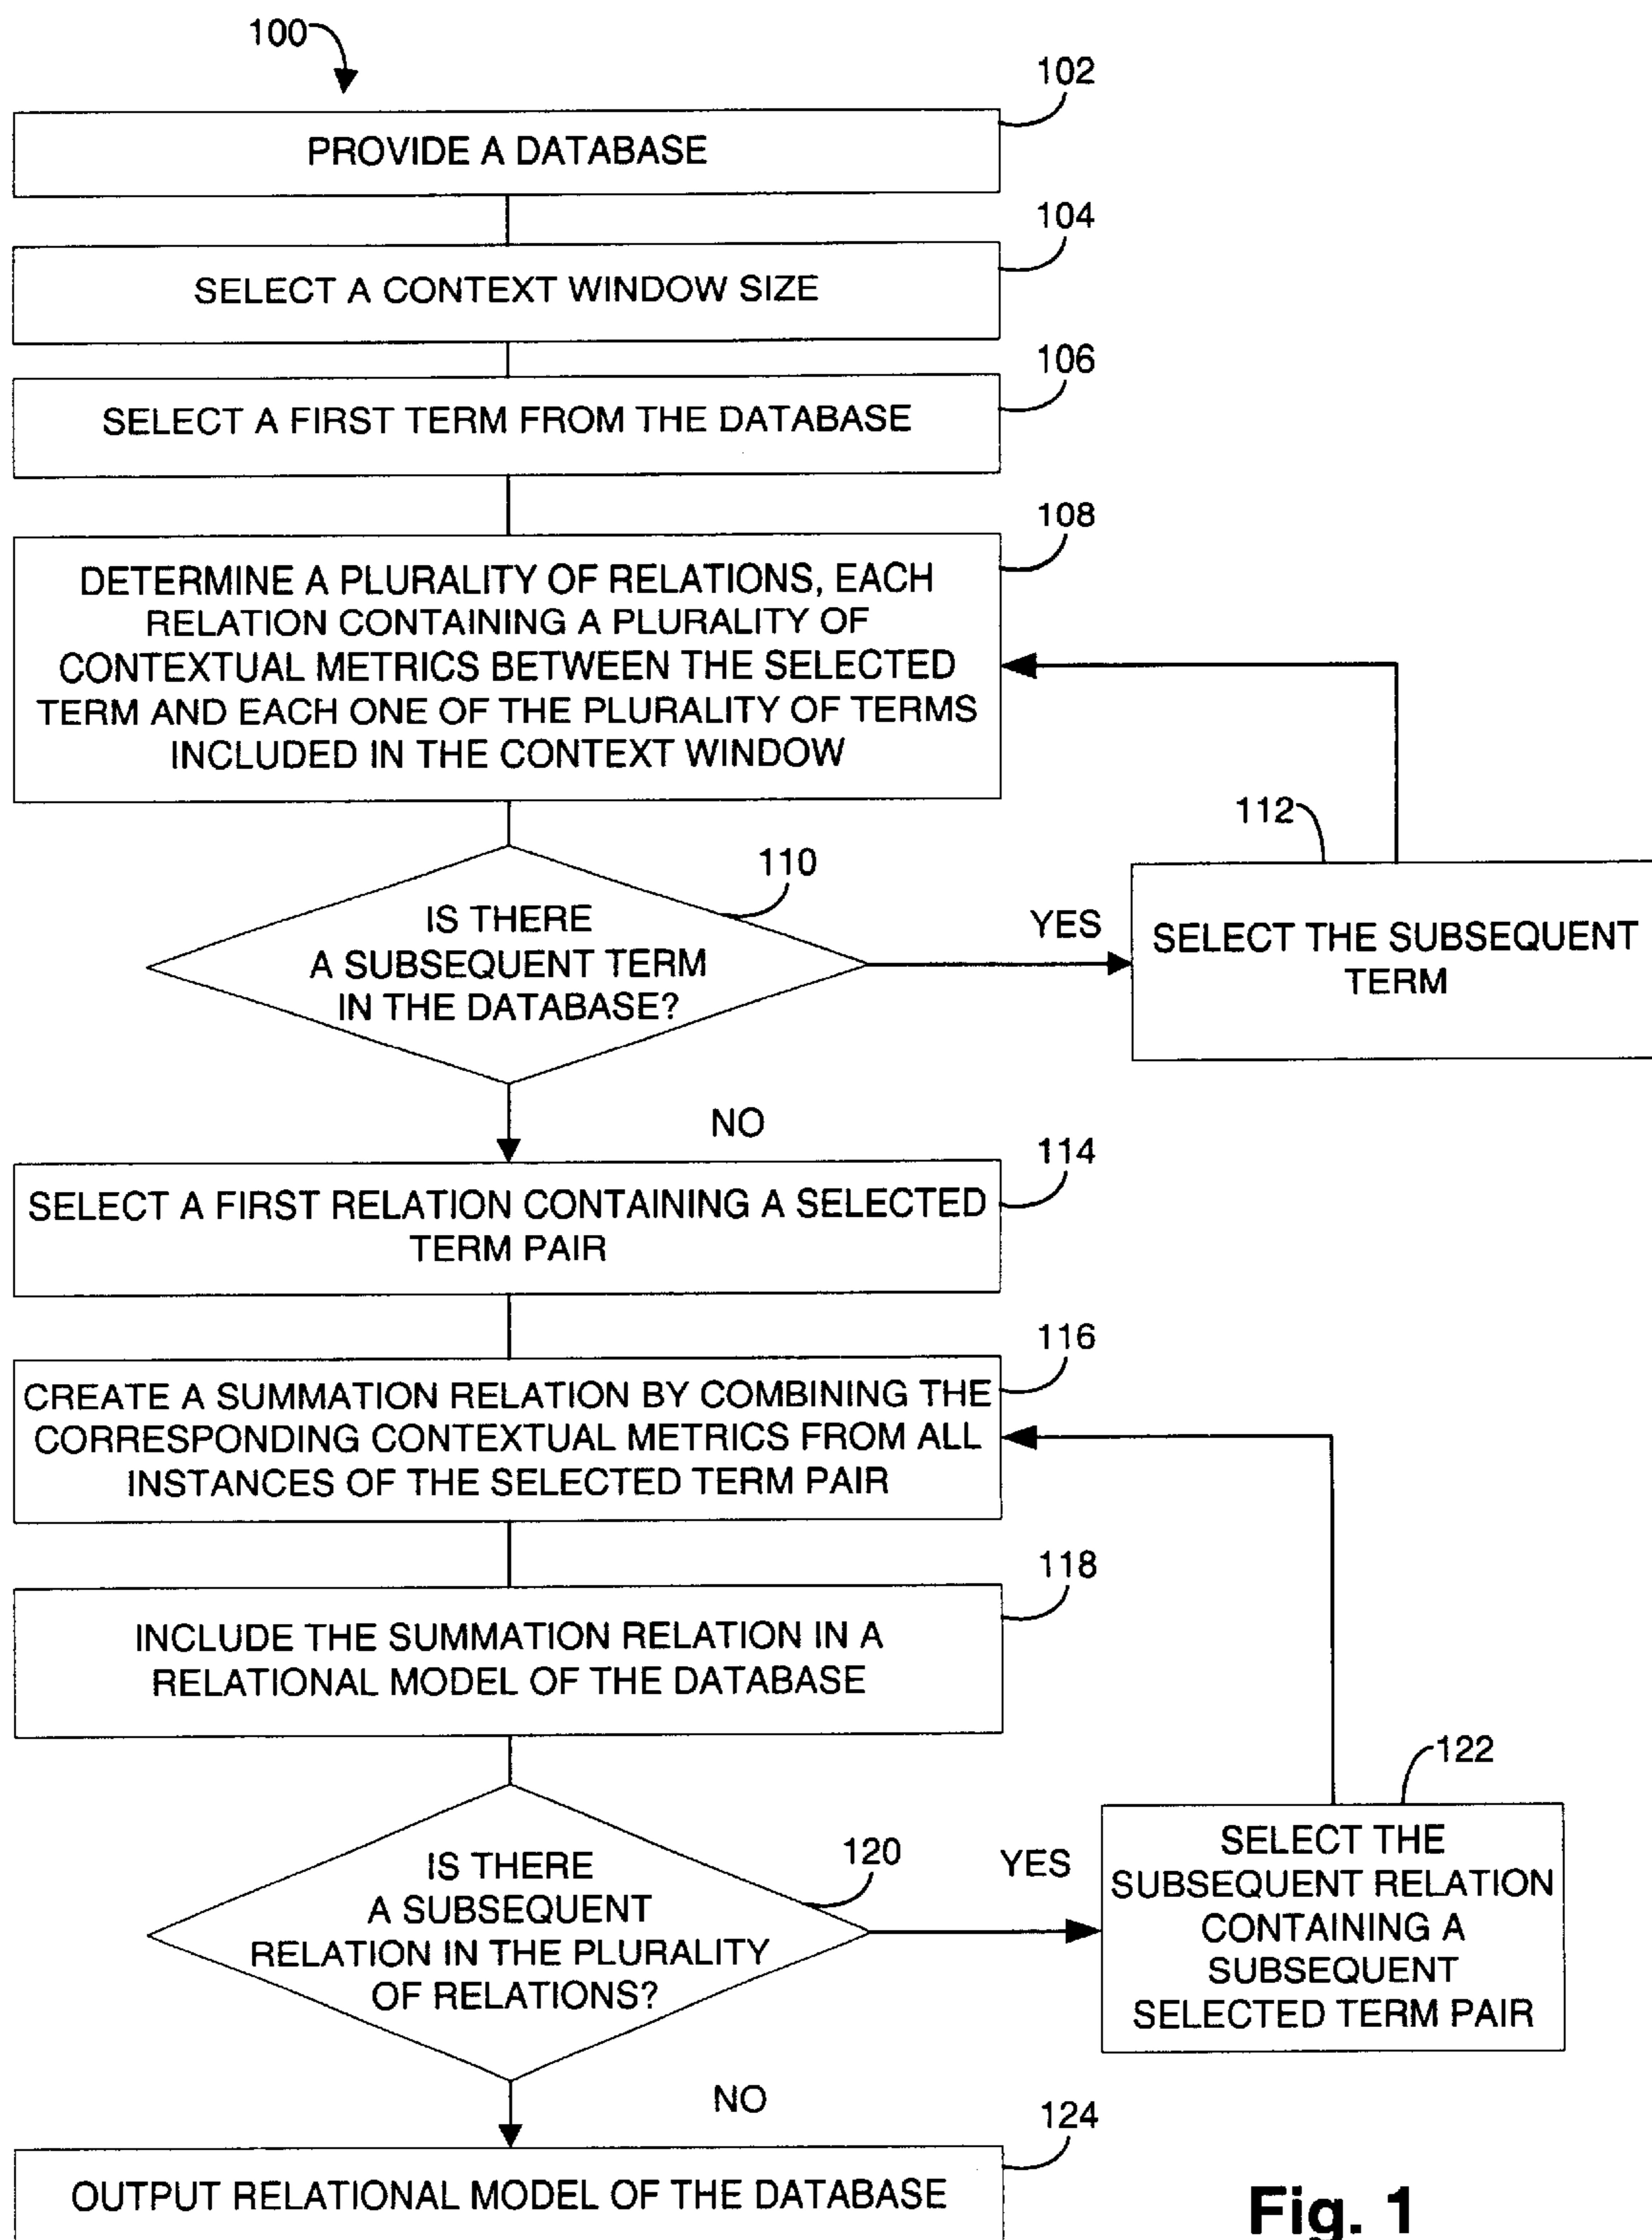 100
102
PROVIDE A DATABASE
104
SELECT A CONTEXT WINDOW SIZE
106
SELECT A FIRST TERM FROM THE DATABASE
108
DETERMINE A PLURALITY OF RELATIONS, EACH
RELATION CONTAINING A PLURALITY OF
CONTEXTUAL METRICS BETWEEN THE SELECTED
TERM AND EACH ONE OF THE PLURALITY OF TERMS
INCLUDED IN THE CONTEXT WINDOW
110
IS THERE
A SUBSEQUENT TERM
IN THE DATABASE?
YES
112
SELECT THE SUBSEQUENT
TERM
NO
114
SELECT A FIRST RELATION CONTAINING A SELECTED
TERM PAIR
116
CREATE A SUMMATION RELATION BY COMBINING THE
CORRESPONDING CONTEXTUAL METRICS FROM ALL
INSTANCES OF THE SELECTED TERM PAIR
118
INCLUDE THE SUMMATION RELATION IN A
RELATIONAL MODEL OF THE DATABASE
120
IS THERE
A SUBSEQUENT
RELATION IN THE PLURALITY
OF RELATIONS?
YES
122
SELECT THE
SUBSEQUENT RELATION
CONTAINING A
SUBSEQUENT
SELECTED TERM PAIR
NO
124
OUTPUT RELATIONAL MODEL OF THE DATABASE
Fig. 1